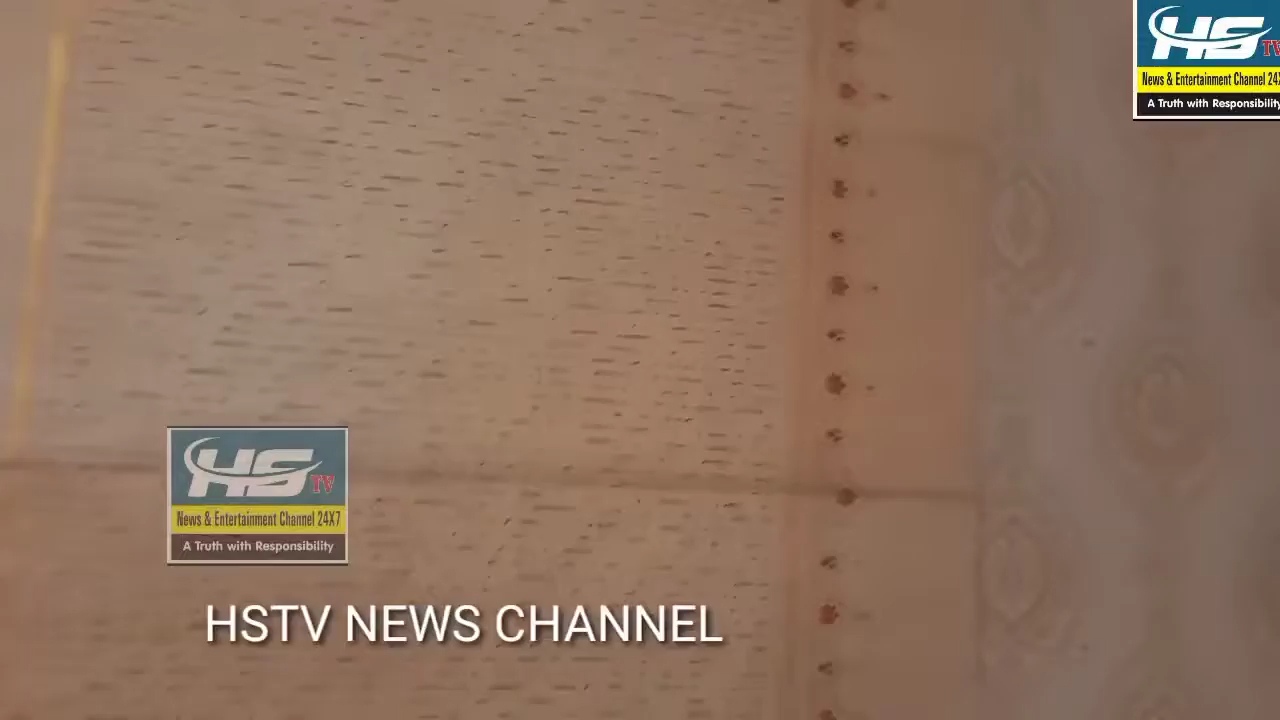 HS TV
News & Entertainment Channel 24X
A Truth with Responsibility
HS TV
News & Entertainment Channel 24X7
A Truth with Responsibility
HSTV NEWS CHANNEL